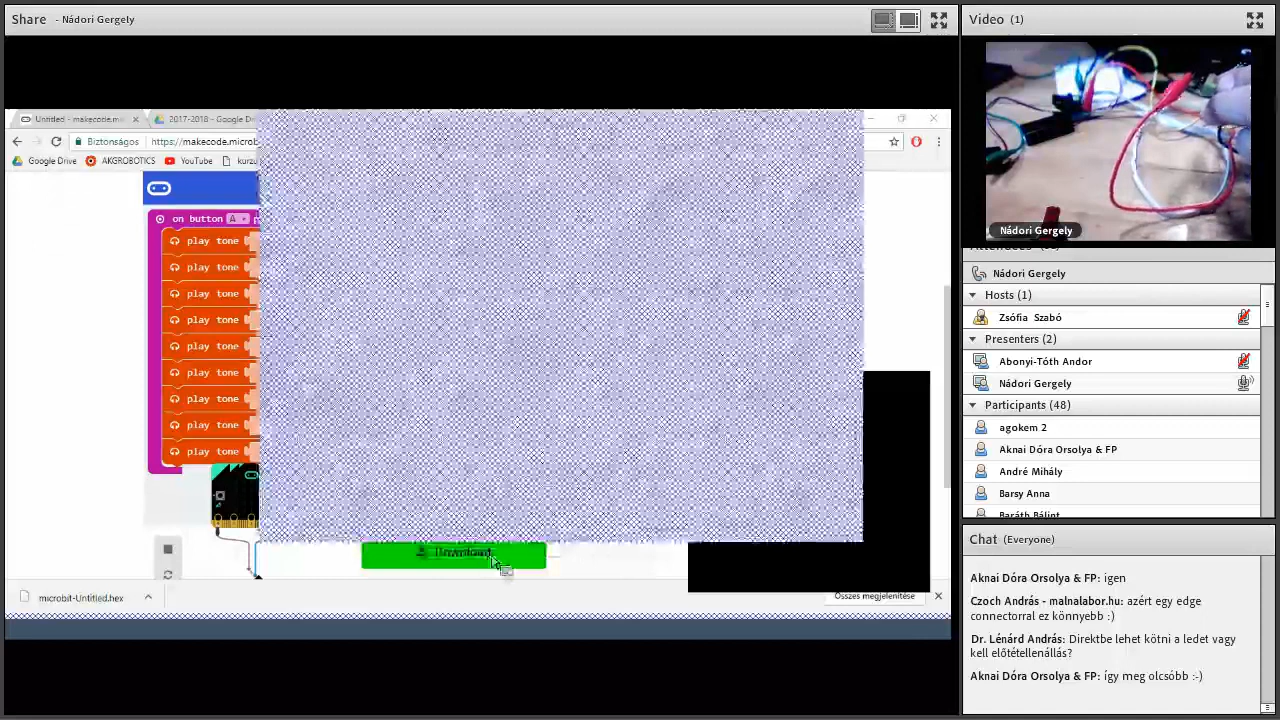 Share - Nádori Gergely
Video (1)
Untitled - makecode.mi
2017-2018 - Google Dri
Biztonságos
https://makecode.microb
Google Drive
AKGROBOTICS
YouTube
kurzu
on button A
play tone
play tone
play tone
play tone
play tone
play tone
play tone
play tone
play tone
Download
microbit-Untitled.hex
Összes megjelenítése
Nádori Gergely
Nádori Gergely
Hosts (1)
Zsófia Szabó
Presenters (2)
Abonyi-Tóth Andor
Nádori Gergely
Participants (48)
agokem 2
Aknai Dóra Orsolya & FP
André Mihály
Barsy Anna
Baráth Bálint
Chat (Everyone)
Aknai Dóra Orsolya & FP: igen
Czoch András - malnalabor.hu: azért egy edge
connectorral ez könnyebb :)
Dr. Lénárd András: Direktbe lehet kötni a ledet vagy
kell előtétellenállás?
Aknai Dóra Orsolya & FP: így meg olcsóbb :-)